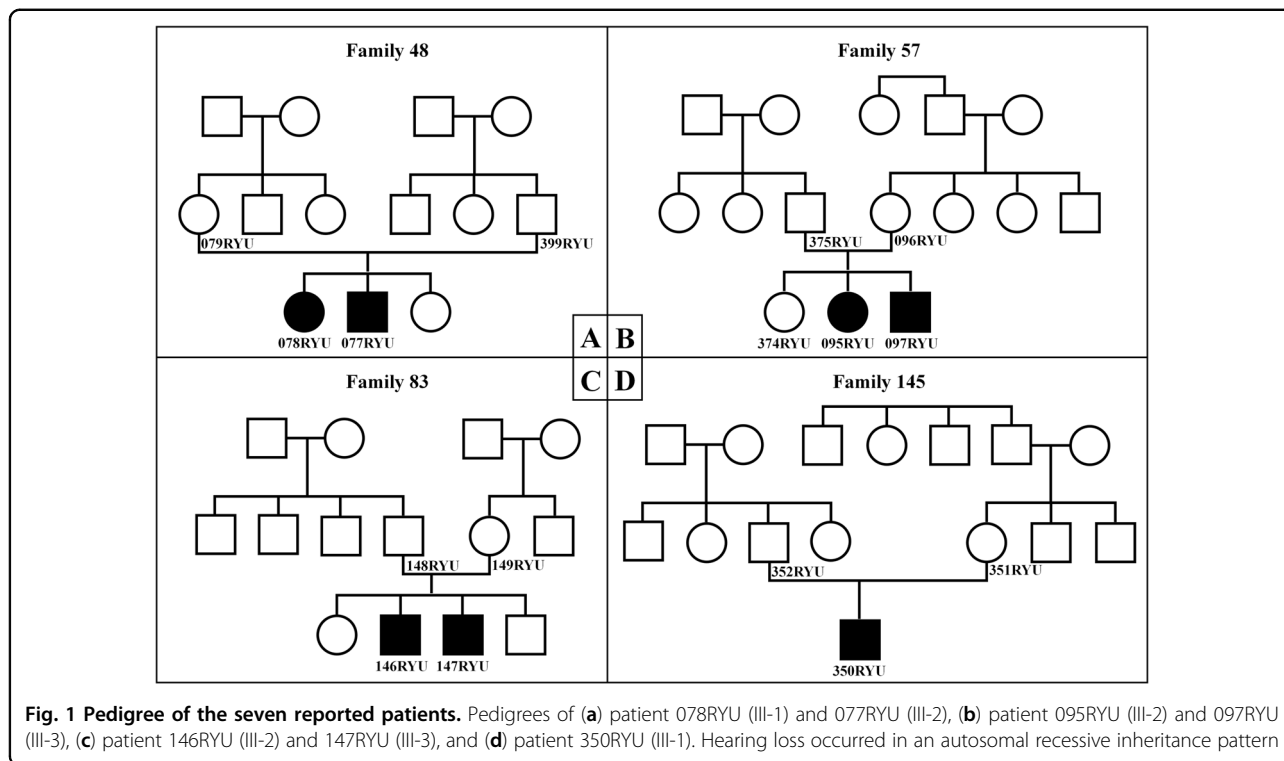 Family 48
Family 57
079RYU
399RYU
375RYU
096RYU
078RYU
077RYU
374RYU
095RYU
097RYU
A
B
C
D
Family 83
Family 145
148RYU
149RYU
352RYU
351RYU
146RYU
147RYU
350RYU
Fig. 1 Pedigree of the seven reported patients. Pedigrees of (a) patient 078RYU (III-1) and 077RYU (III-2), (b) patient 095RYU (III-2) and 097RYU
(III-3), (c) patient 146RYU (III-2) and 147RYU (III-3), and (d) patient 350RYU (III-1). Hearing loss occurred in an autosomal recessive inheritance pattern